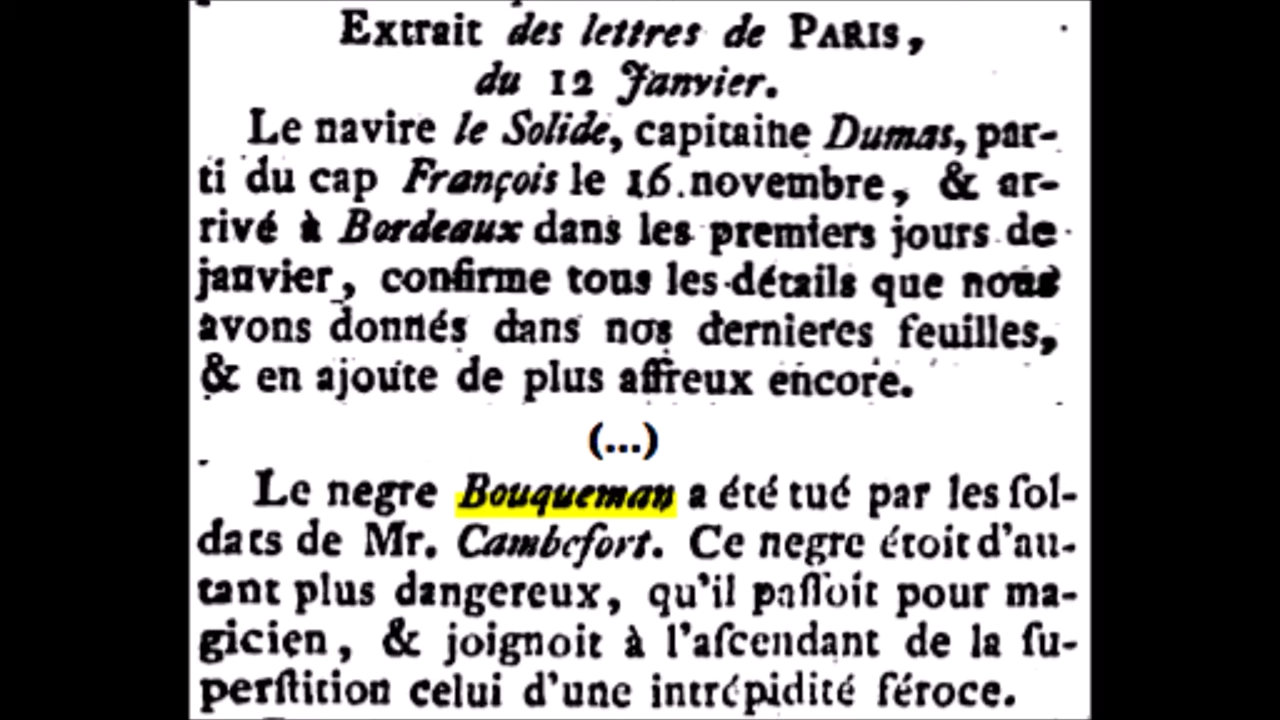 Extrait des lettres de PARIS,
du 12 Janvier.
Le navire le Solide, capitaine Dumas, par-
ti du cap François le 16 novembre, & ar-
rivé à Bordeaux dans les premiers jours de
janvier, confirme tous les détails que nous
avons donnés dans nos dernieres feuilles,
& en ajoute de plus affreux encore.
(...)
Le negre Bouqueman a été tué par les ſol-
dats de Mr. Cambefort. Ce negre étoit d'au-
tant plus dangereux, qu'il paſſoit pour ma-
gicien, & joignoit à l'aſcendant de la ſu-
perſtition celui d'une intrépidité féroce.